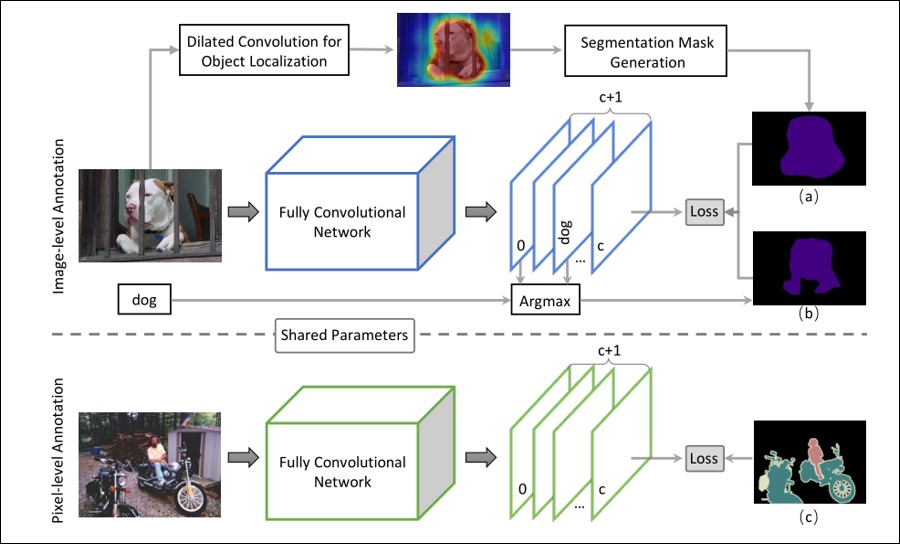 Dilated Convolution for
Object Localization
Segmentation Mask
Generation
Image-level Annotation
c+1
Fully Convolutional
Network
0
dog
...
c
Loss
(a)
dog
Argmax
(b)
Shared Parameters
Pixel-level Annotation
c+1
Fully Convolutional
Network
0
...
c
Loss
(c)